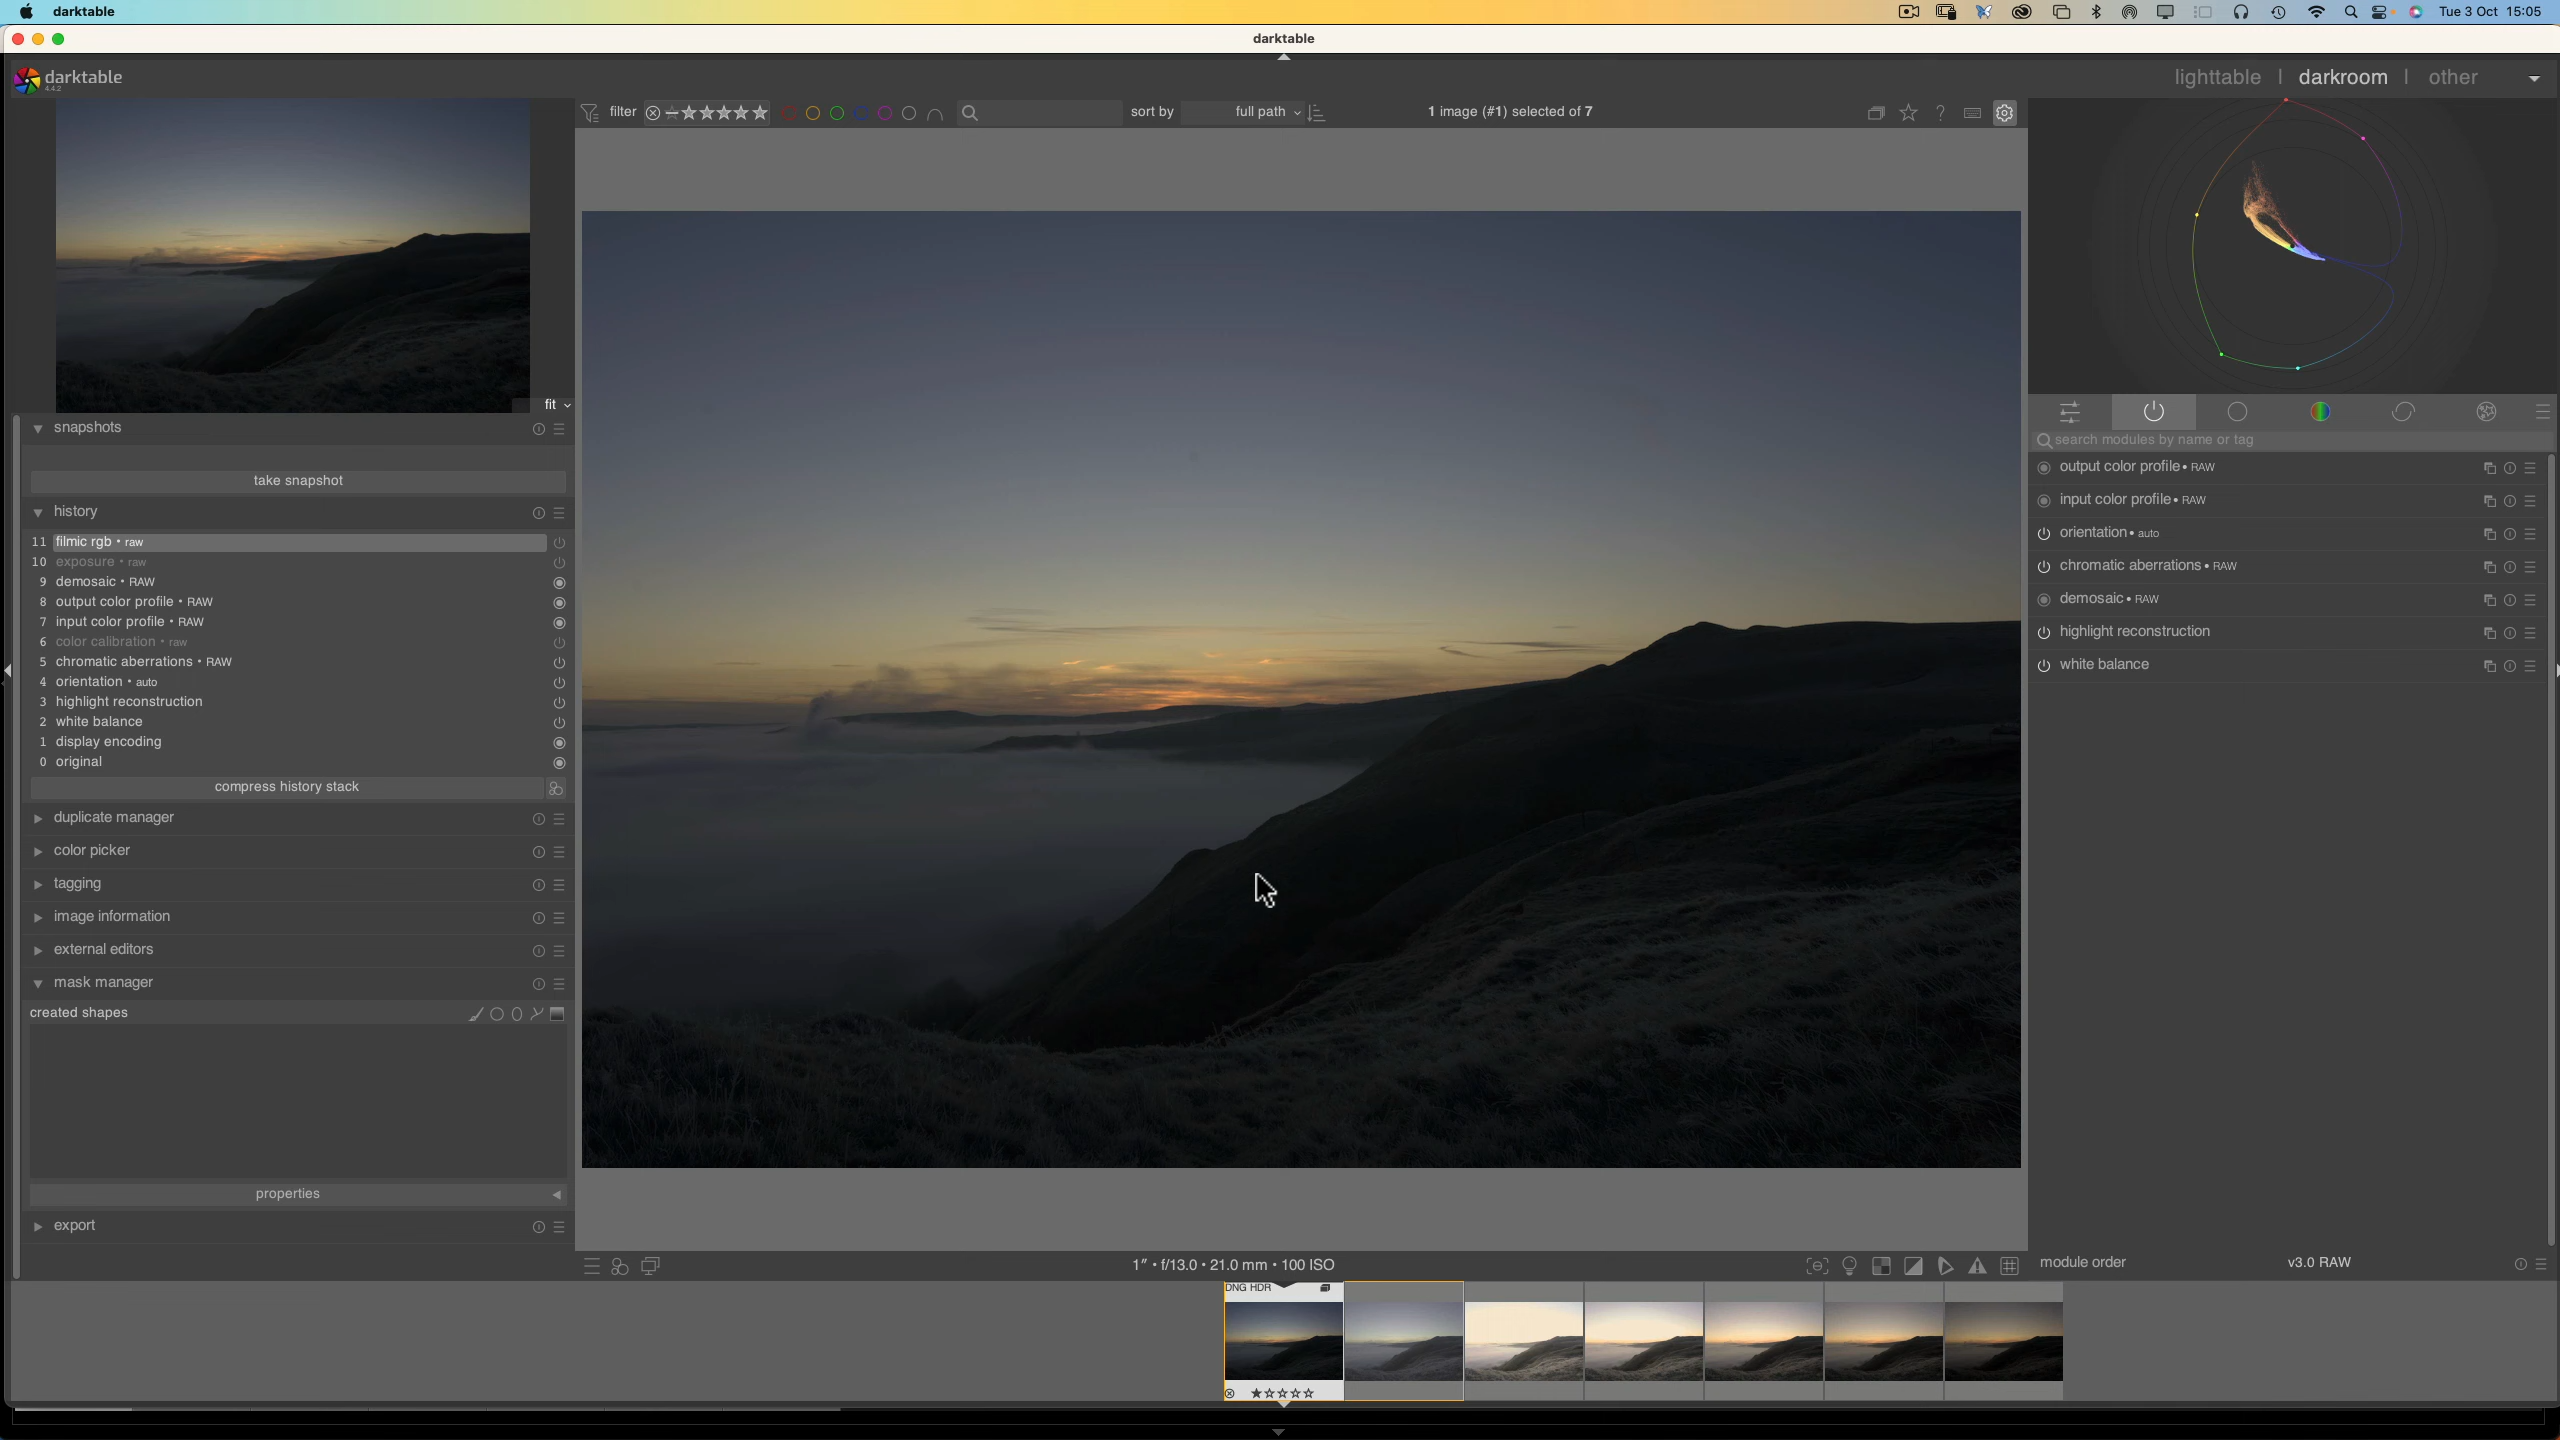 darktable
Tue 3 Oct 15:05
darktable
darktable
4.4.2
lighttable | darkroom | other
filter
sort by full path
1 image (#1) selected of 7
fit
snapshots
take snapshot
history
11 filmic rgb • raw
10 exposure • raw
9 demosaic • RAW
8 output color profile • RAW
7 input color profile • RAW
6 color calibration • raw
5 chromatic aberrations • RAW
4 orientation • auto
3 highlight reconstruction
2 white balance
1 display encoding
0 original
compress history stack
duplicate manager
color picker
tagging
image information
external editors
mask manager
created shapes
properties
export
search modules by name or tag
output color profile • RAW
input color profile • RAW
orientation • auto
chromatic aberrations • RAW
demosaic • RAW
highlight reconstruction
white balance
1″ • f/13.0 • 21.0 mm • 100 ISO
module order v3.0 RAW
DNG HDR